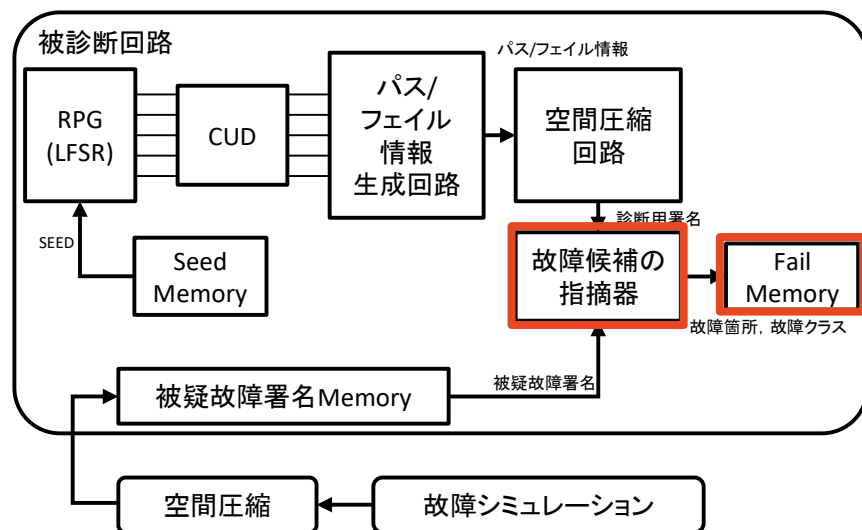 被診断回路
RPG
(LFSR)
CUD
パス/
フェイル
情報
生成回路
パス/フェイル情報
空間圧縮
回路
診断用署名
SEED
Seed
Memory
故障候補の
指摘器
Fail
Memory
故障箇所，故障クラス
被疑故障署名Memory
被疑故障署名
空間圧縮
故障シミュレーション